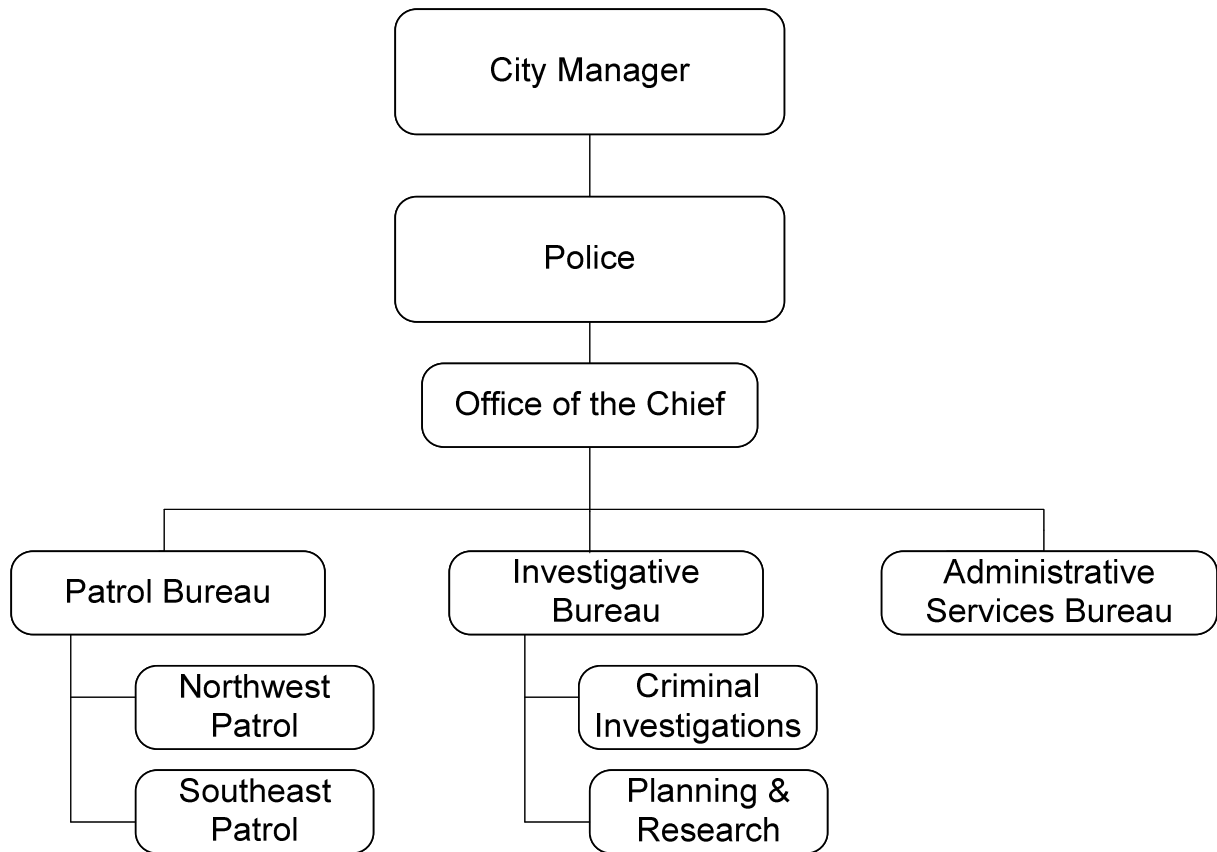 City Manager
Police
Office of the Chief
Patrol Bureau
Investigative
Bureau
Administrative
Services Bureau
Northwest
Patrol
Criminal
Investigations
Southeast
Patrol
Planning &
Research